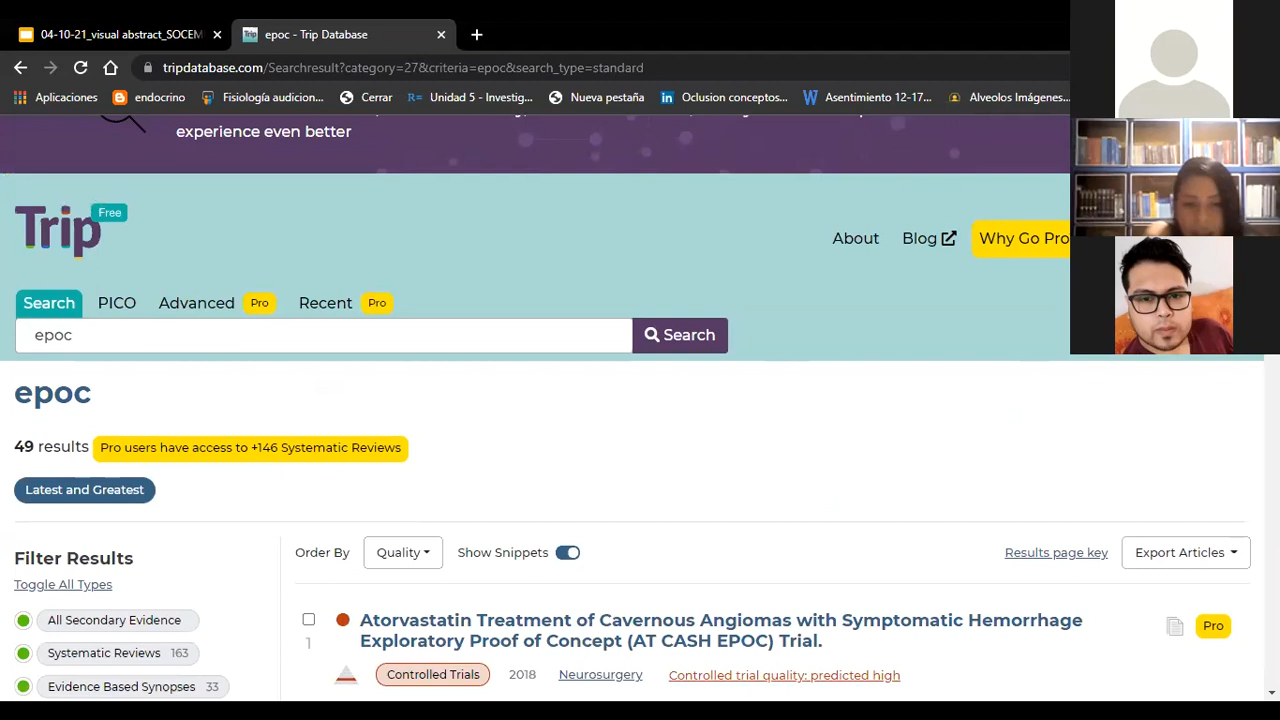 04-10-21_visual abstract_SOCEM
epoc - Trip Database
tripdatabase.com/Searchresult?category=27&criteria=epoc&search_type=standard
Aplicaciones
endocrino
Fisiología audicion...
Cerrar
R=
Unidad 5 - Investig...
Nueva pestaña
Oclusion conceptos...
Asentimiento 12-17...
Alveolos Imágenes...
experience even better
Trip
Free
About
Blog
Why Go Pro
Search
PICO
Advanced
Pro
Recent
Pro
epoc
Search
epoc
49 results
Pro users have access to +146 Systematic Reviews
Latest and Greatest
Filter Results
Toggle All Types
All Secondary Evidence
Systematic Reviews 163
Evidence Based Synopses 33
Order By
Quality
Show Snippets
Results page key
Export Articles
1
Atorvastatin Treatment of Cavernous Angiomas with Symptomatic Hemorrhage
Exploratory Proof of Concept (AT CASH EPOC) Trial.
Pro
Controlled Trials
2018
Neurosurgery
Controlled trial quality: predicted high